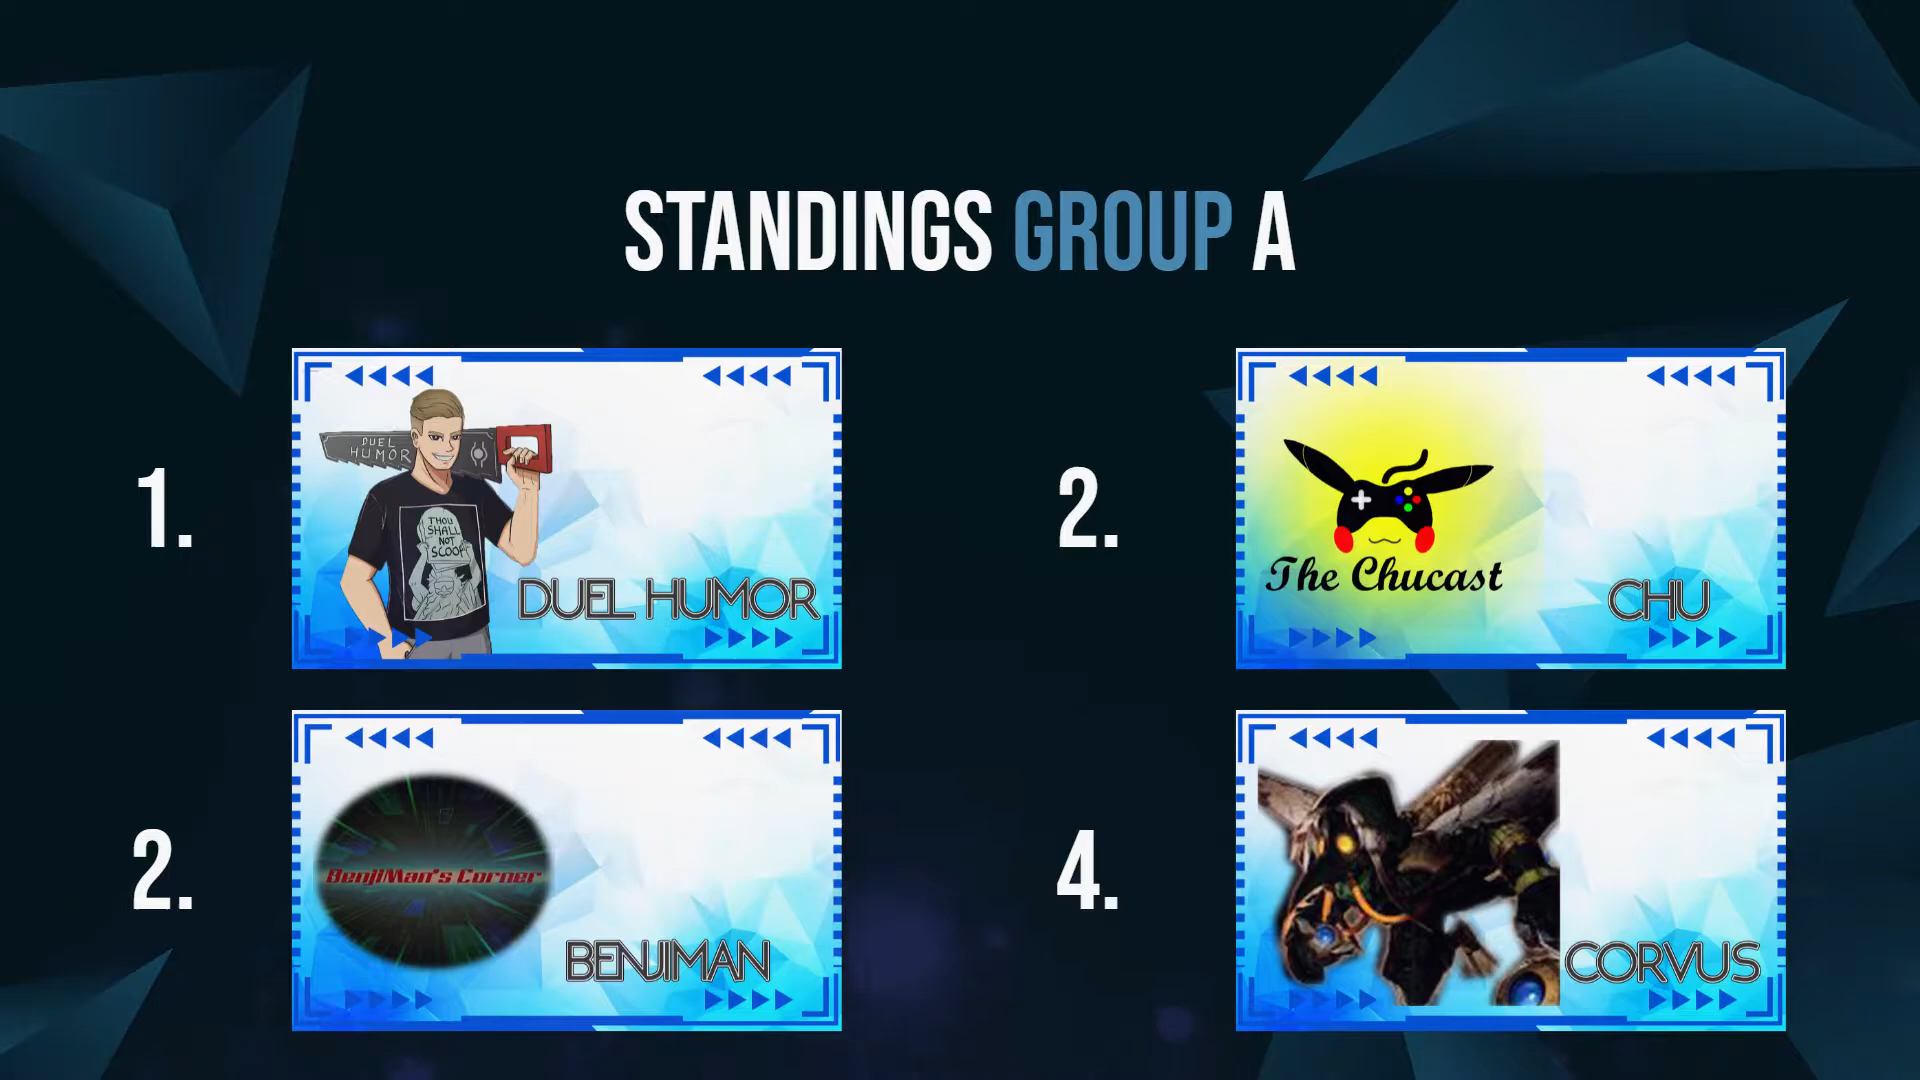 STANDINGS GROUP A
1.
DUEL
HUMOR
THOU
SHALL
NOT
SCOOP
DUEL HUMOR
2.
The Chucast
CHU
2.
BenjiMan's Corner
BENJIMAN
4.
CORVUS